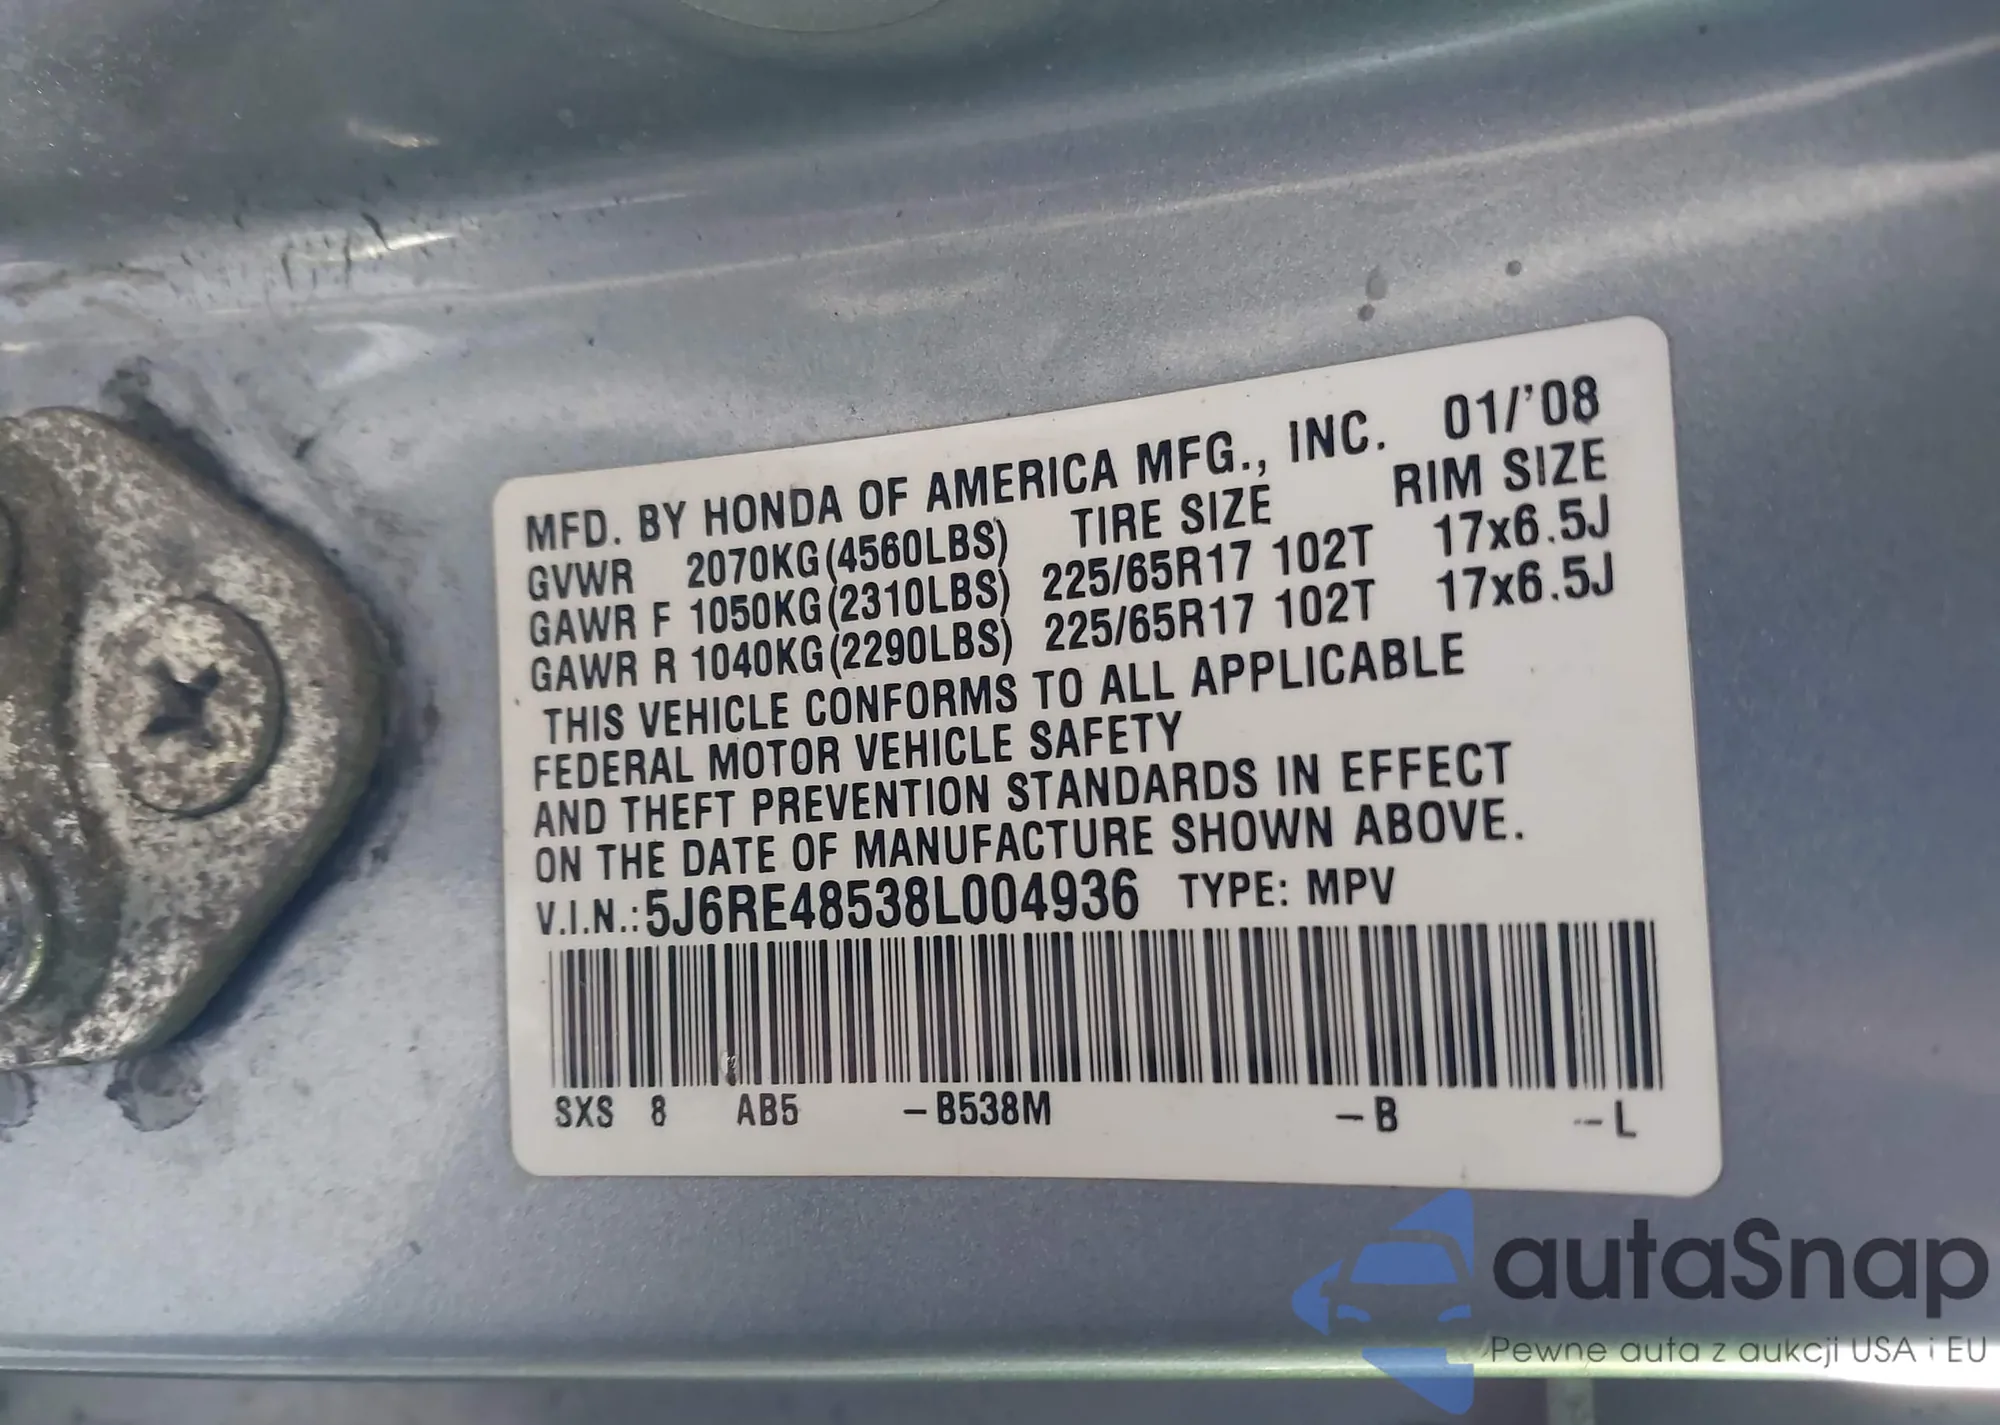 MFD. BY HONDA OF AMERICA MFG., INC. 01/'08
GVWR 2070KG(4560LBS) TIRE SIZE RIM SIZE
GAWR F 1050KG(2310LBS) 225/65R17 102T 17x6.5J
GAWR R 1040KG(2290LBS) 225/65R17 102T 17x6.5J
THIS VEHICLE CONFORMS TO ALL APPLICABLE
FEDERAL MOTOR VEHICLE SAFETY
AND THEFT PREVENTION STANDARDS IN EFFECT
ON THE DATE OF MANUFACTURE SHOWN ABOVE.
V.I.N.:5J6RE48538L004936 TYPE: MPV
SXS 8 AB5 –B538M –B –L
autaSnap
Pewne auta z aukcji USA i EU